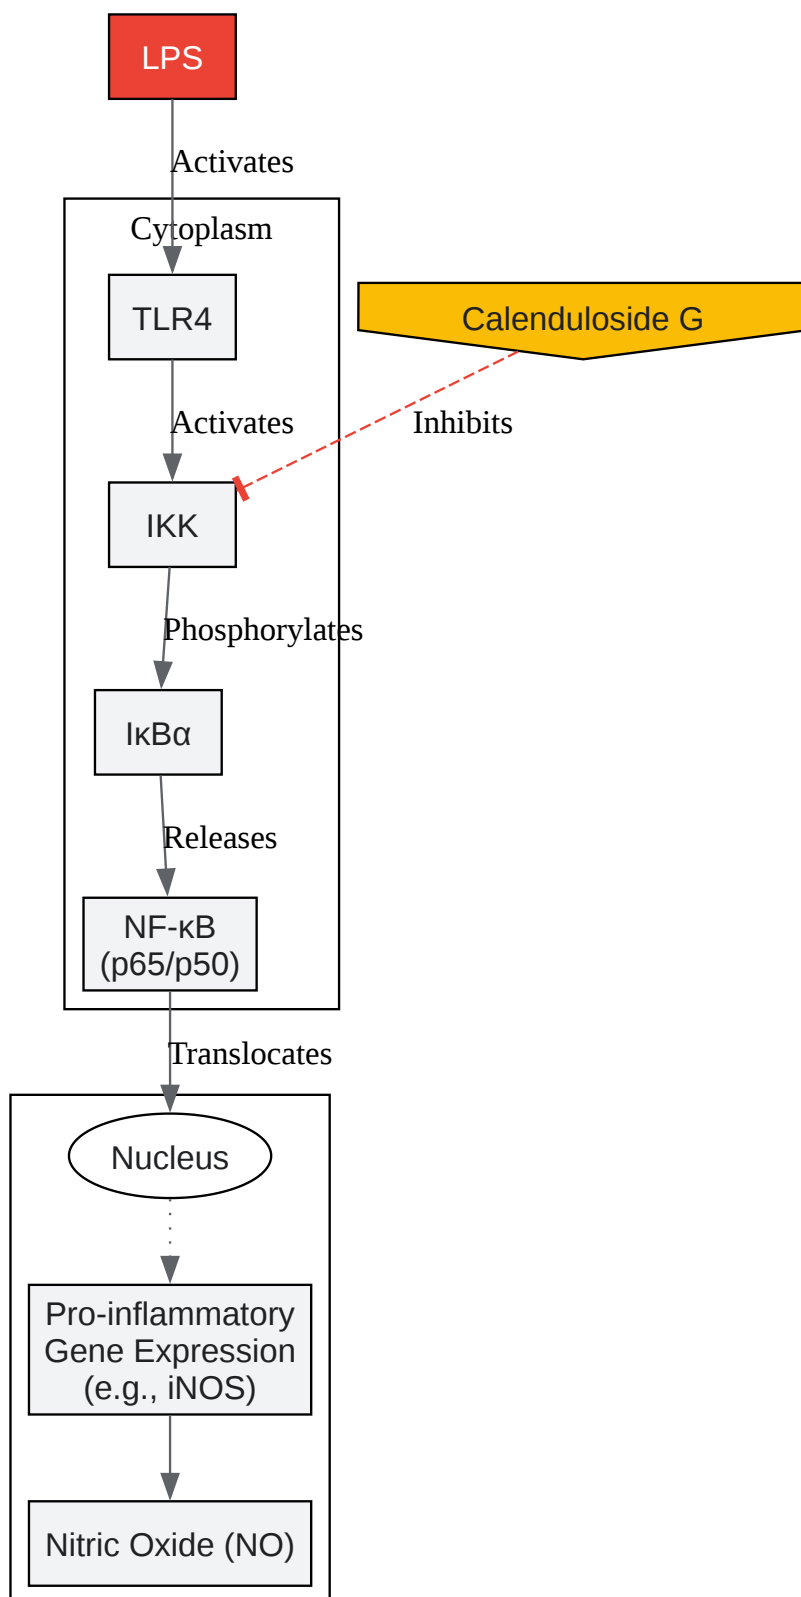 LPS
Activates
Cytoplasm
TLR4
Calenduloside G
Activates
Inhibits
IKK
Phosphorylates
IκBα
Releases
NF-κB
(p65/p50)
Translocates
Nucleus
Pro-inflammatory
Gene Expression
(e.g., iNOS)
Nitric Oxide (NO)